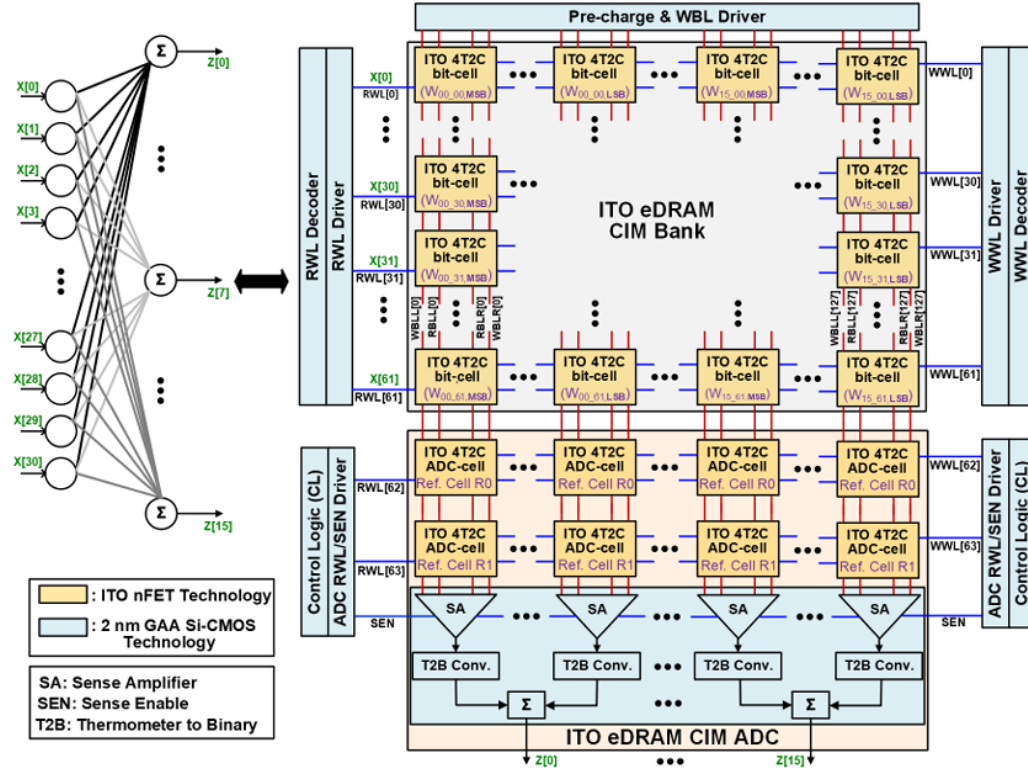 Pre-charge & WBL Driver
Σ
Z[0]
X[0]
X[1]
X[2]
X[3]
Σ
Z[7]
X[27]
X[28]
X[29]
X[30]
Σ
Z[15]
RWL Decoder
RWL Driver
X[0]
RWL[0]
ITO 4T2C
bit-cell
(W00_00,MSB)
ITO 4T2C
bit-cell
(W00_00,LSB)
ITO 4T2C
bit-cell
(W15_00,MSB)
ITO 4T2C
bit-cell
(W15_00,LSB)
WWL[0]
X[30]
RWL[30]
ITO 4T2C
bit-cell
(W00_30,MSB)
ITO 4T2C
bit-cell
(W15_30,LSB)
WWL[30]
ITO eDRAM
CIM Bank
X[31]
RWL[31]
ITO 4T2C
bit-cell
(W00_31,MSB)
ITO 4T2C
bit-cell
(W15_31,LSB)
WWL[31]
WBLL[0]
RBLL[0]
RBLR[0]
WBLR[0]
WBLL[127]
RBLL[127]
RBLR[127]
WBLR[127]
X[61]
RWL[61]
ITO 4T2C
bit-cell
(W00_61,MSB)
ITO 4T2C
bit-cell
(W00_61,LSB)
ITO 4T2C
bit-cell
(W15_61,MSB)
ITO 4T2C
bit-cell
(W15_61,LSB)
WWL[61]
WWL Driver
WWL Decoder
Control Logic (CL)
ADC RWL/SEN Driver
RWL[62]
ITO 4T2C
ADC-cell
Ref. Cell R0
ITO 4T2C
ADC-cell
Ref. Cell R0
ITO 4T2C
ADC-cell
Ref. Cell R0
ITO 4T2C
ADC-cell
Ref. Cell R0
WWL[62]
RWL[63]
ITO 4T2C
ADC-cell
Ref. Cell R1
ITO 4T2C
ADC-cell
Ref. Cell R1
ITO 4T2C
ADC-cell
Ref. Cell R1
ITO 4T2C
ADC-cell
Ref. Cell R1
WWL[63]
ADC RWL/SEN Driver
Control Logic (CL)
SEN
SA
SA
SA
SA
SEN
T2B Conv.
T2B Conv.
T2B Conv.
T2B Conv.
Σ
Σ
ITO eDRAM CIM ADC
Z[0]
Z[15]
: ITO nFET Technology
: 2 nm GAA Si-CMOS
Technology
SA: Sense Amplifier
SEN: Sense Enable
T2B: Thermometer to Binary